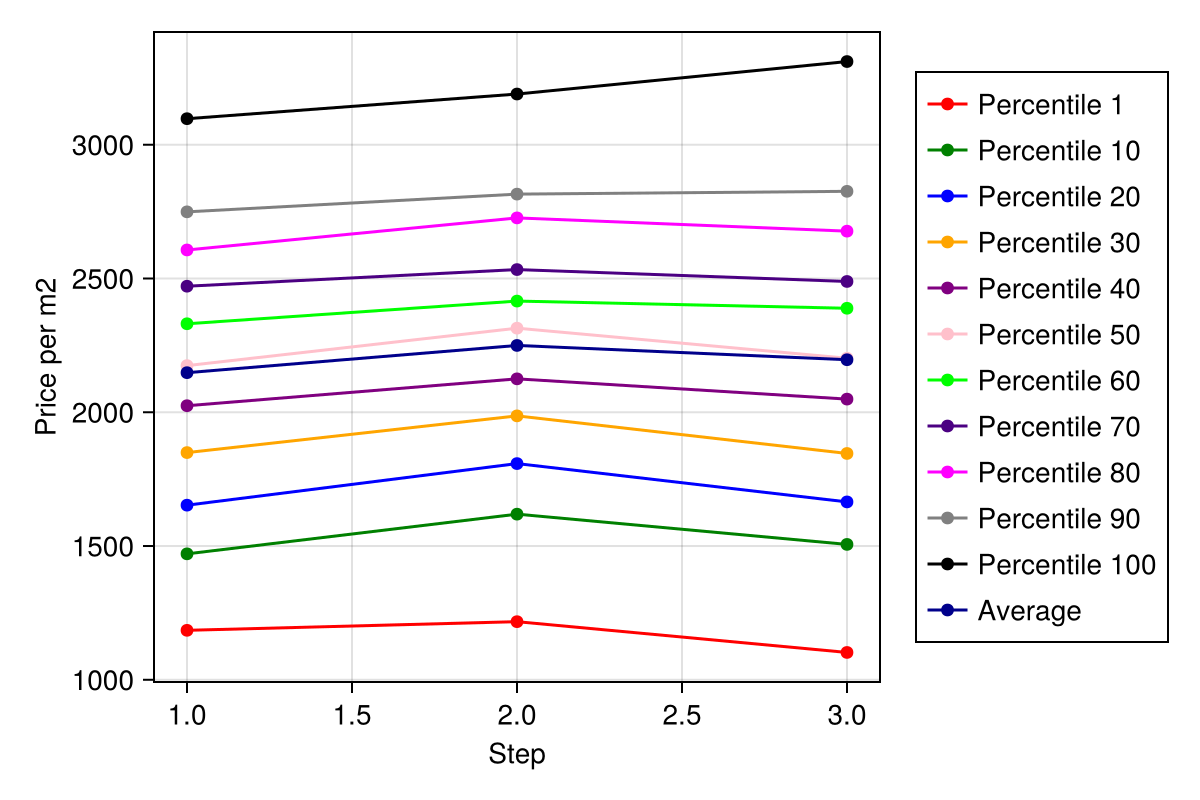 3000
2500
2000
1500
1000
Price per m2
1.0 1.5 2.0 2.5 3.0
Step
Percentile 1
Percentile 10
Percentile 20
Percentile 30
Percentile 40
Percentile 50
Percentile 60
Percentile 70
Percentile 80
Percentile 90
Percentile 100
Average